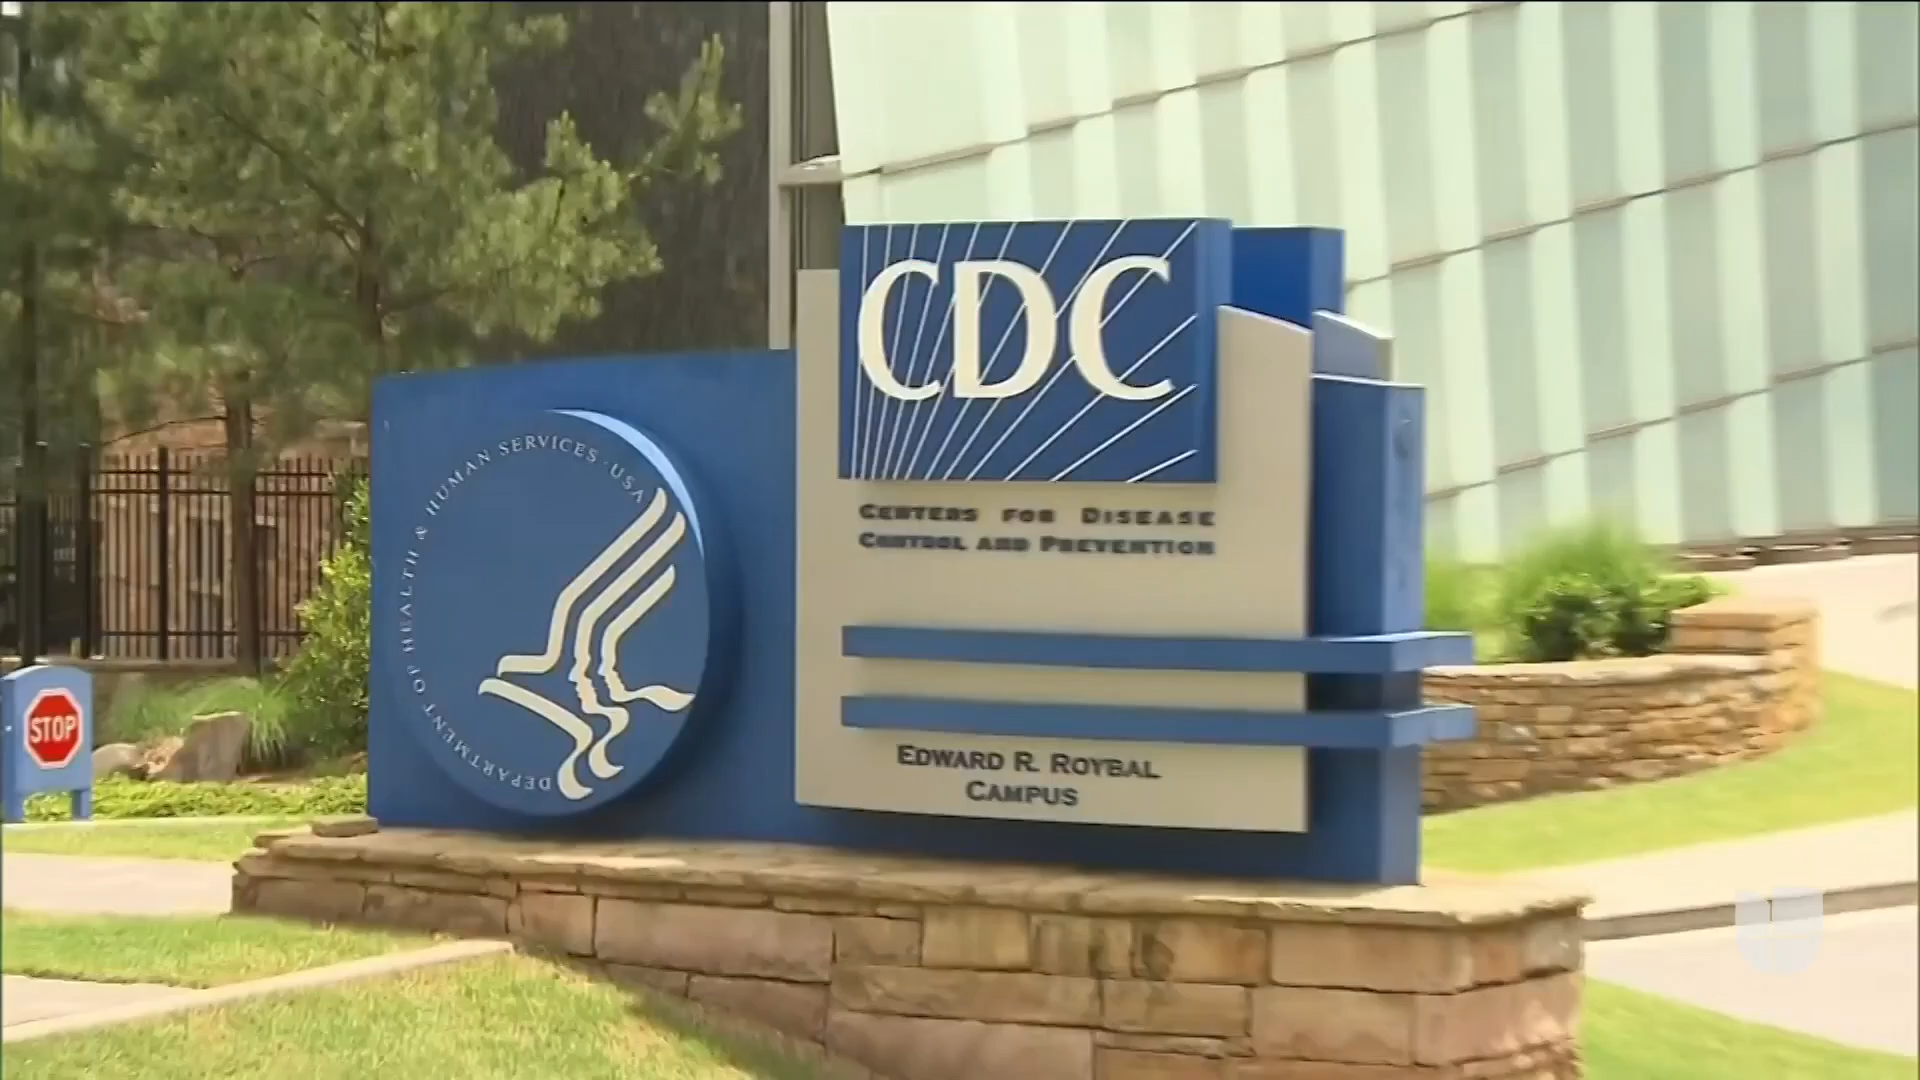 CDC
CENTERS FOR DISEASE
CONTROL AND PREVENTION
DEPARTMENT OF HEALTH & HUMAN SERVICES · USA
EDWARD R. ROYBAL
CAMPUS
STOP